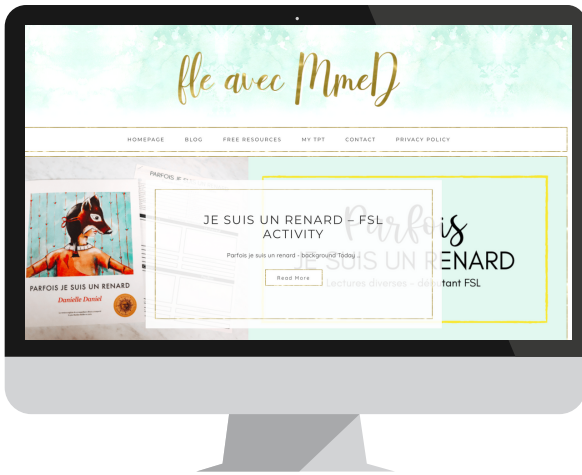 fle avec MmeD
HOMEPAGE BLOG FREE RESOURCES MY TPT CONTACT PRIVACY POLICY
PARFOIS JE SUIS UN RENARD
Danielle Daniel
JE SUIS UN RENARD – FSL
ACTIVITY
Parfois je suis un renard - background Today ...
Read More
Parfois
JE SUIS UN RENARD
Lectures diverses - débutant FSL